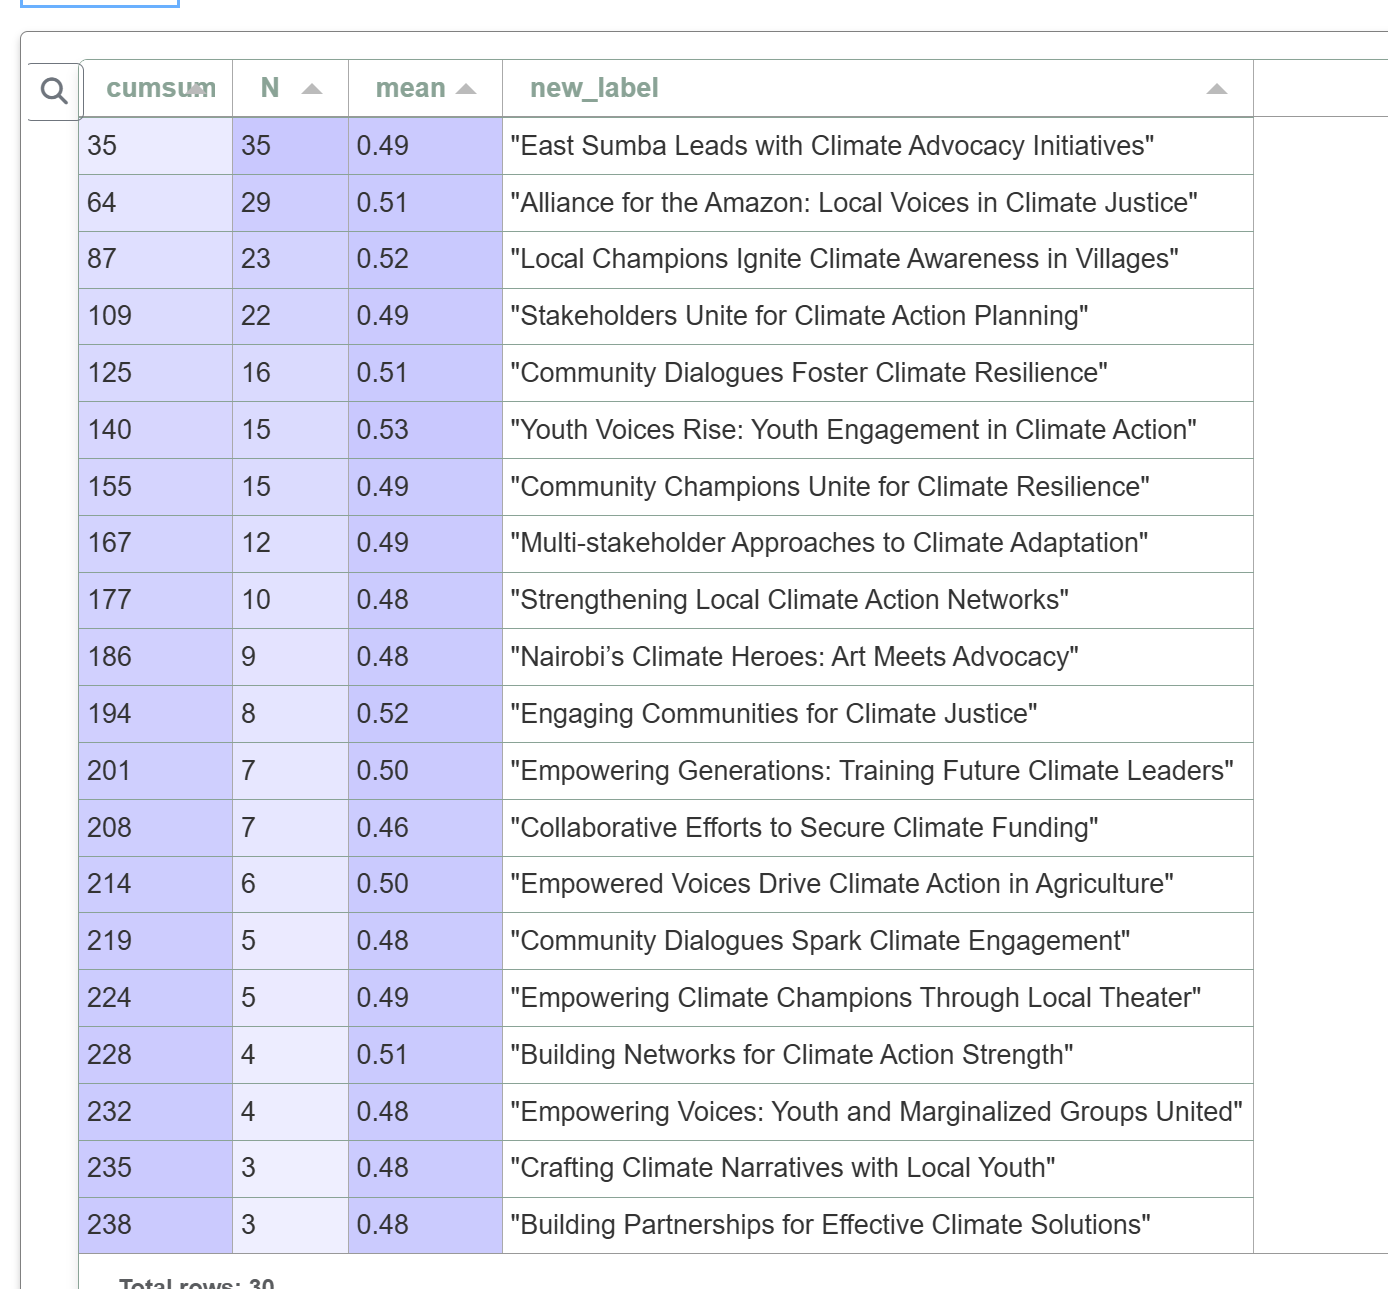 cumsum N mean new_label
35 35 0.49 "East Sumba Leads with Climate Advocacy Initiatives"
64 29 0.51 "Alliance for the Amazon: Local Voices in Climate Justice"
87 23 0.52 "Local Champions Ignite Climate Awareness in Villages"
109 22 0.49 "Stakeholders Unite for Climate Action Planning"
125 16 0.51 "Community Dialogues Foster Climate Resilience"
140 15 0.53 "Youth Voices Rise: Youth Engagement in Climate Action"
155 15 0.49 "Community Champions Unite for Climate Resilience"
167 12 0.49 "Multi-stakeholder Approaches to Climate Adaptation"
177 10 0.48 "Strengthening Local Climate Action Networks"
186 9 0.48 "Nairobi’s Climate Heroes: Art Meets Advocacy"
194 8 0.52 "Engaging Communities for Climate Justice"
201 7 0.50 "Empowering Generations: Training Future Climate Leaders"
208 7 0.46 "Collaborative Efforts to Secure Climate Funding"
214 6 0.50 "Empowered Voices Drive Climate Action in Agriculture"
219 5 0.48 "Community Dialogues Spark Climate Engagement"
224 5 0.49 "Empowering Climate Champions Through Local Theater"
228 4 0.51 "Building Networks for Climate Action Strength"
232 4 0.48 "Empowering Voices: Youth and Marginalized Groups United"
235 3 0.48 "Crafting Climate Narratives with Local Youth"
238 3 0.48 "Building Partnerships for Effective Climate Solutions"
Total rows: 30